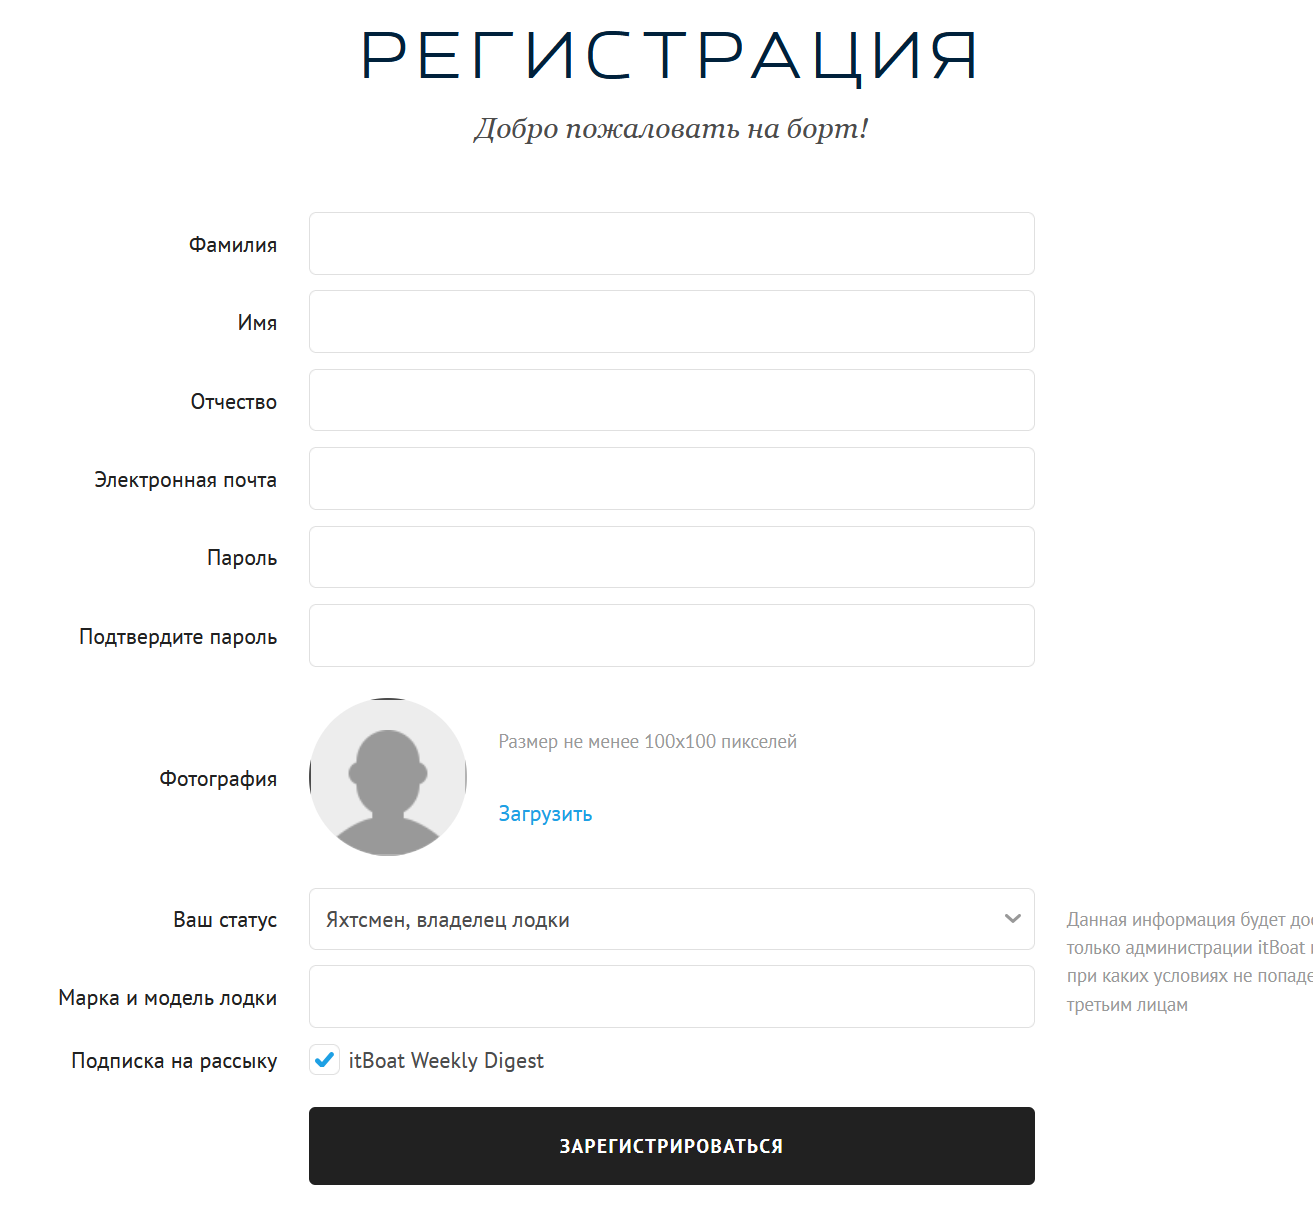 РЕГИСТРАЦИЯ
Добро пожаловать на борт!
Фамилия
Имя
Отчество
Электронная почта
Пароль
Подтвердите пароль
Фотография
Размер не менее 100x100 пикселей
Загрузить
Ваш статус
Яхтсмен, владелец лодки
Данная информация будет
только администрации itBoat
при каких условиях не
третьим лицам
Марка и модель лодки
Подписка на рассыку
itBoat Weekly Digest
ЗАРЕГИСТРИРОВАТЬСЯ